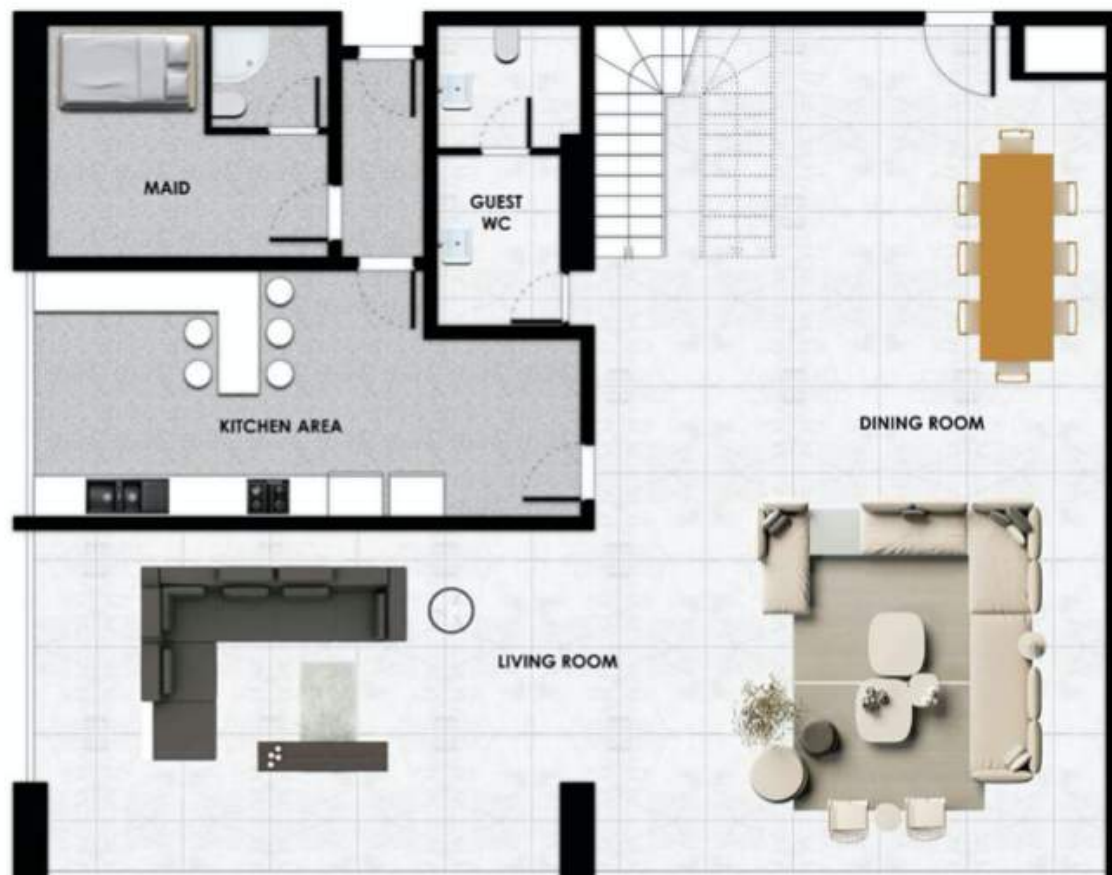 MAID
GUEST
WC
KITCHEN AREA
DINING ROOM
LIVING ROOM